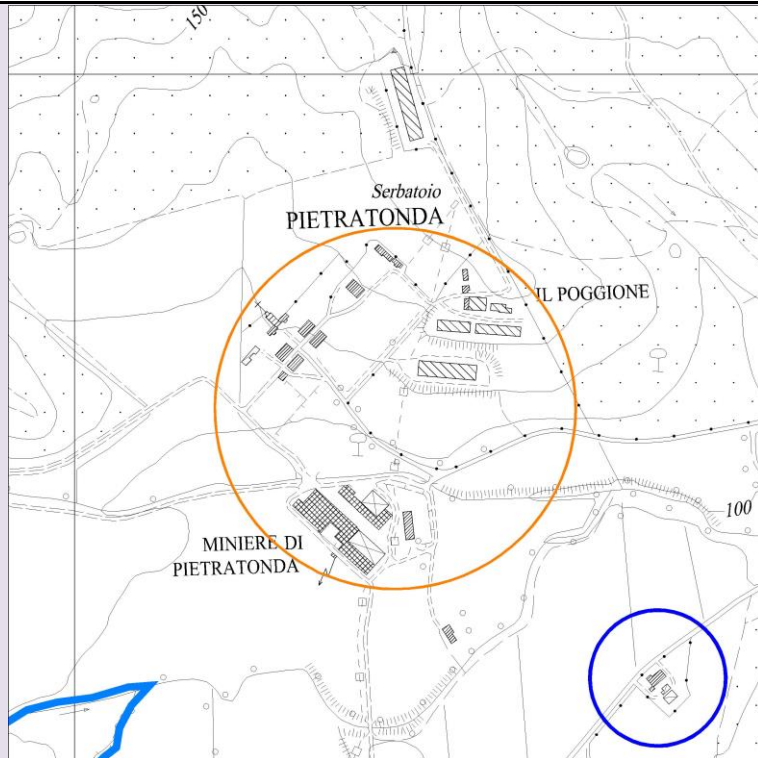 150
Serbatoio
PIETRATONDA
IL POGGIONE
100
MINIERE DI
PIETRATONDA